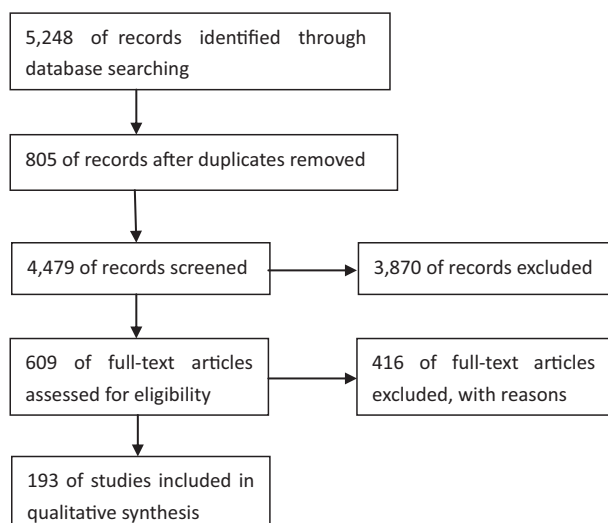 5,248 of records identified through
database searching
805 of records after duplicates removed
4,479 of records screened
3,870 of records excluded
609 of full-text articles
assessed for eligibility
416 of full-text articles
excluded, with reasons
193 of studies included in
qualitative synthesis